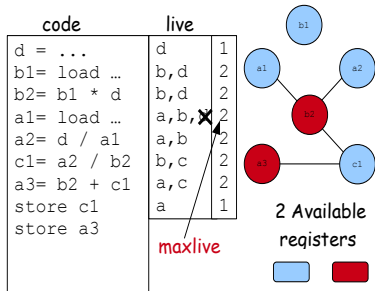 code live
d = ... d 1
b1= load … b,d 2
b2= b1 * d b,d 2
a1= load … a,b, 2
a2= d / a1 a,b 2
c1= a2 / b2 b,c 2
a3= b2 + c1 a,c 2
store c1 a 1
store a3
maxlive
b1
a1
a2
b2
a3
c1
2 Available
registers